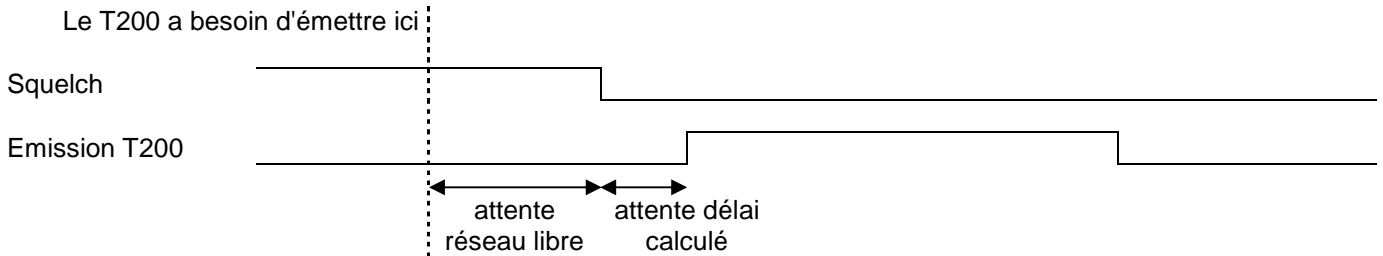 Le T200 a besoin d'émettre ici
Squelch
Emission T200
attente
réseau libre
attente délai
calculé